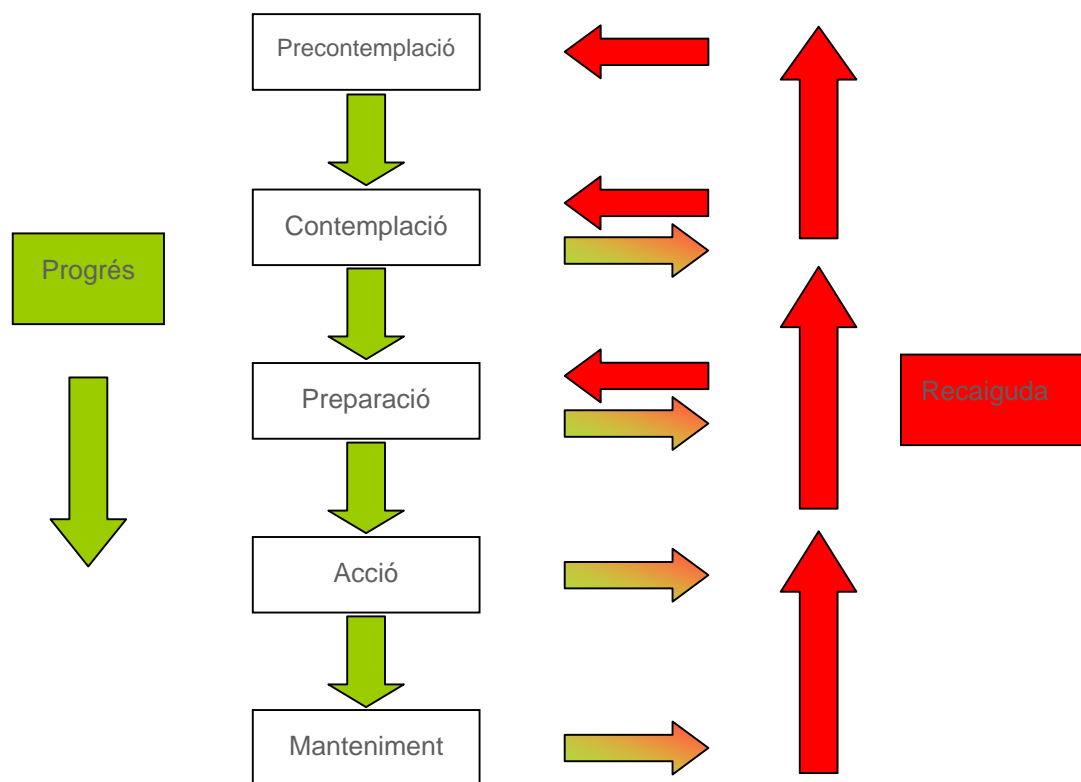 Precontemplació
Contemplació
Progrés
Preparació
Recaiguda
Acció
Manteniment